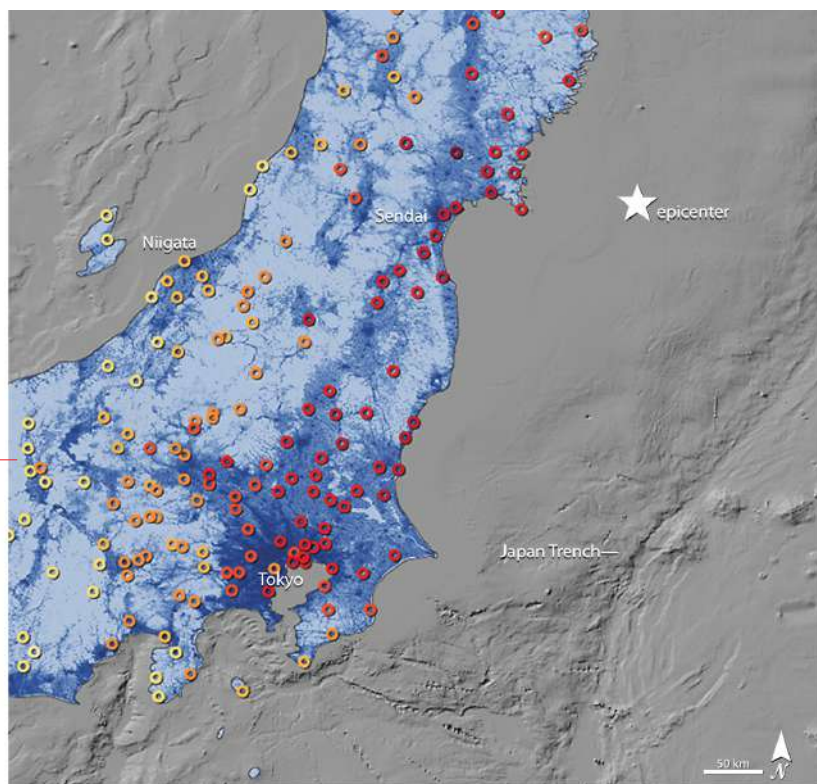 Sendai
epicenter
Niigata
Japan Trench
Tokyo
50 km
N